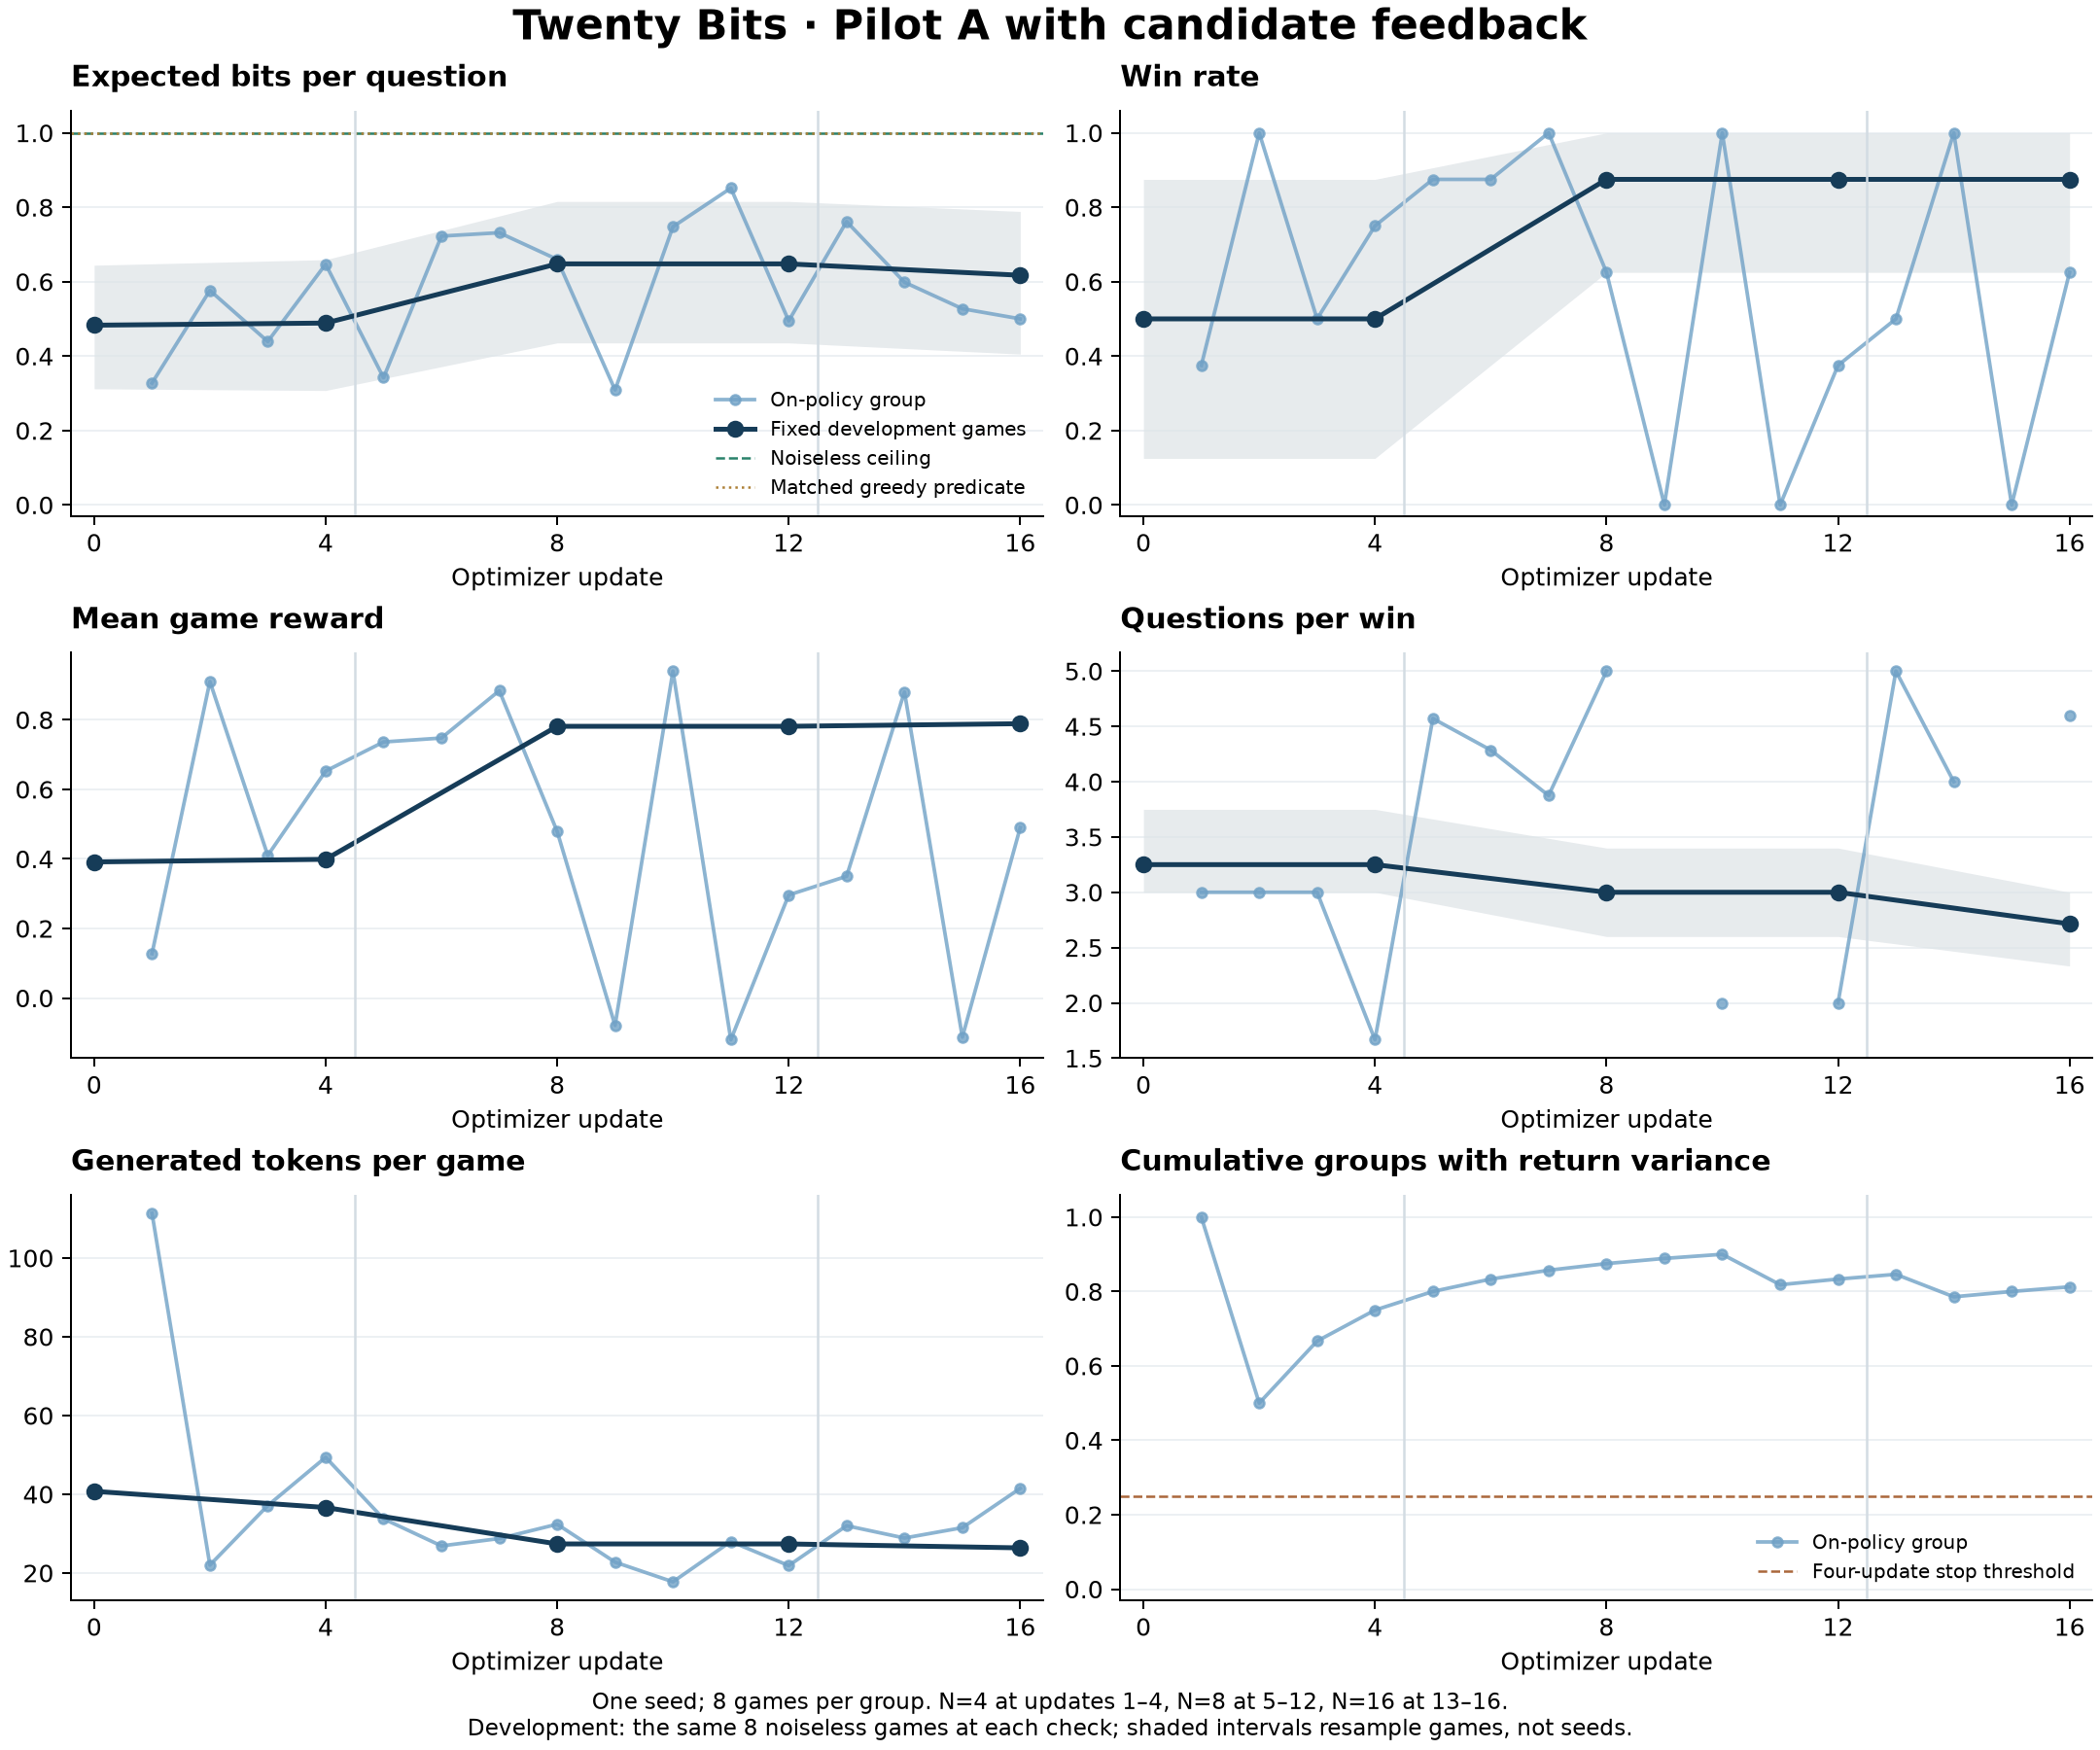 Twenty Bits · Pilot A with candidate feedback
Expected bits per question
1.0
0.8
0.6
0.4
0.2
0.0
On-policy group
Fixed development games
Noiseless ceiling
Matched greedy predicate
0 4 8 12 16
Optimizer update
Win rate
1.0
0.8
0.6
0.4
0.2
0.0
0 4 8 12 16
Optimizer update
Mean game reward
0.8
0.6
0.4
0.2
0.0
0 4 8 12 16
Optimizer update
Questions per win
5.0
4.5
4.0
3.5
3.0
2.5
2.0
1.5
0 4 8 12 16
Optimizer update
Generated tokens per game
100
80
60
40
20
0 4 8 12 16
Optimizer update
Cumulative groups with return variance
1.0
0.8
0.6
0.4
0.2
0.0
On-policy group
Four-update stop threshold
0 4 8 12 16
Optimizer update
One seed; 8 games per group. N=4 at updates 1–4, N=8 at 5–12, N=16 at 13–16.
Development: the same 8 noiseless games at each check; shaded intervals resample games, not seeds.